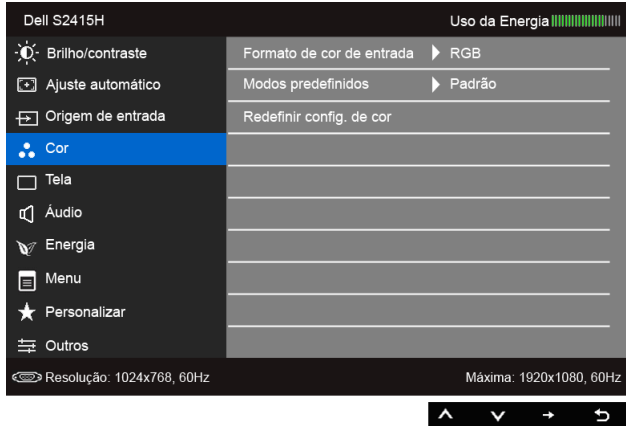 Dell S2415H Uso da Energia
Brilho/contraste Formato de cor de entrada RGB
Ajuste automático Modos predefinidos Padrão
Origem de entrada Redefinir config. de cor
Cor
Tela
Áudio
Energia
Menu
Personalizar
Outros
Resolução: 1024x768, 60Hz Máxima: 1920x1080, 60Hz